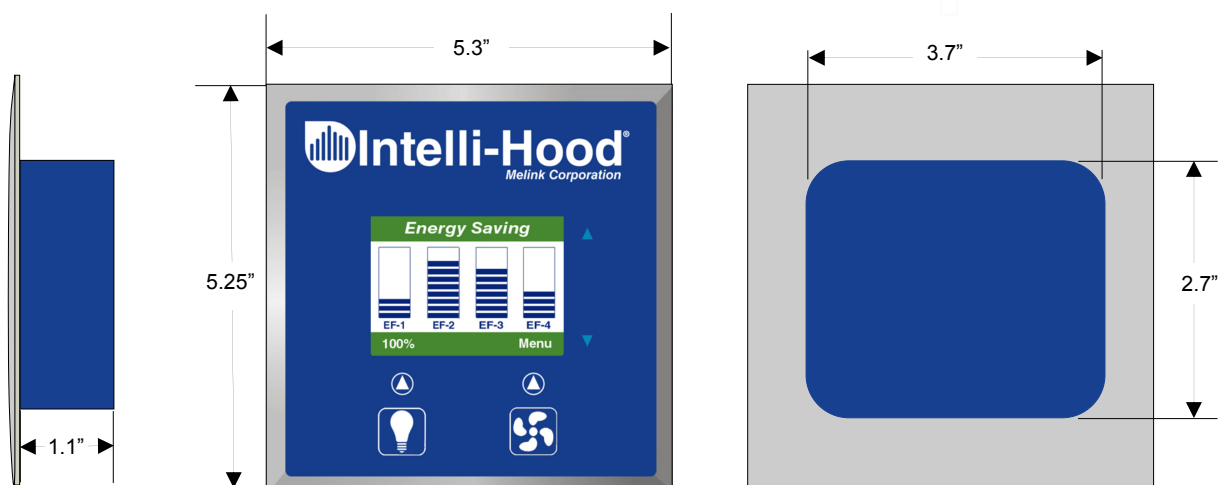 5.3”
3.7”
Intelli-Hood®
Melink Corporation
Energy Saving
5.25”
2.7”
EF-1 EF-2 EF-3 EF-4
100% Menu
1.1”